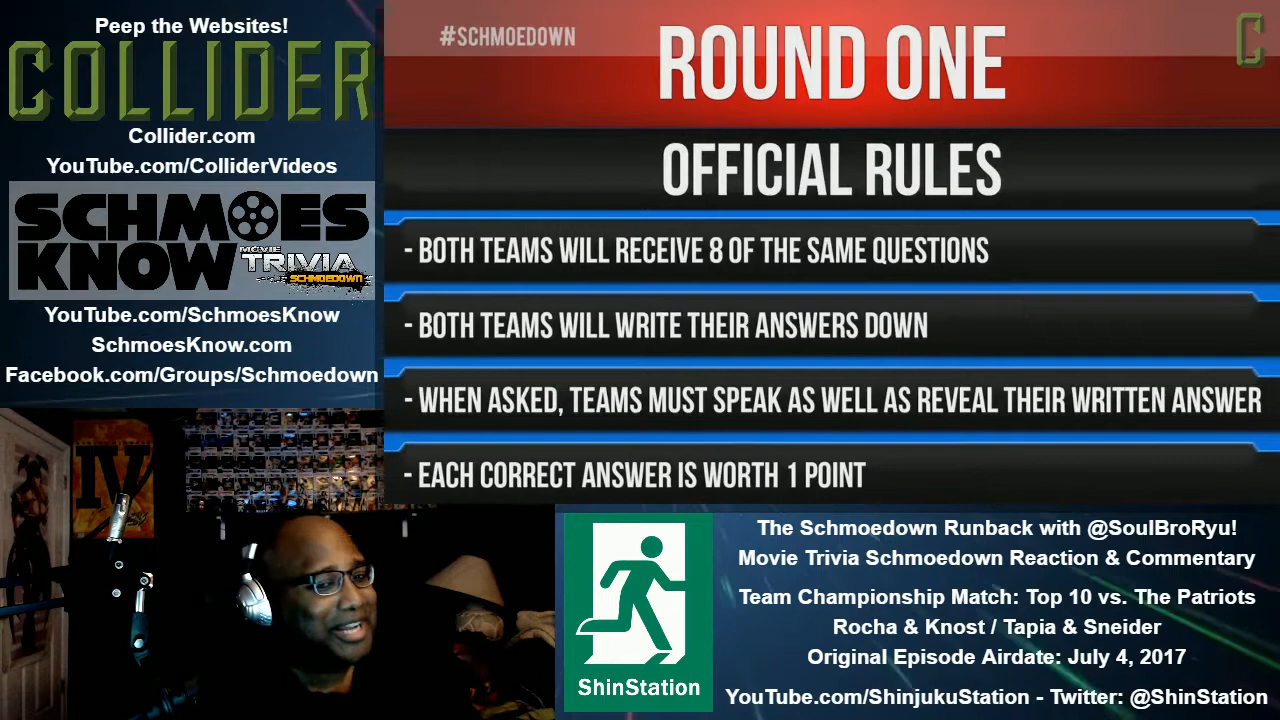 Peep the Websites!
COLLIDER
Collider.com
YouTube.com/ColliderVideos
SCHMOES
KNOW
MOVIE
TRIVIA
SCHMOEDOWN
YouTube.com/SchmoesKnow
SchmoesKnow.com
Facebook.com/Groups/Schmoedown
IV
#SCHMOEDOWN
C
ROUND ONE
OFFICIAL RULES
- BOTH TEAMS WILL RECEIVE 8 OF THE SAME QUESTIONS
- BOTH TEAMS WILL WRITE THEIR ANSWERS DOWN
- WHEN ASKED, TEAMS MUST SPEAK AS WELL AS REVEAL THEIR WRITTEN ANSWER
- EACH CORRECT ANSWER IS WORTH 1 POINT
ShinStation
The Schmoedown Runback with @SoulBroRyu!
Movie Trivia Schmoedown Reaction & Commentary
Team Championship Match: Top 10 vs. The Patriots
Rocha & Knost / Tapia & Sneider
Original Episode Airdate: July 4, 2017
YouTube.com/ShinjukuStation - Twitter: @ShinStation